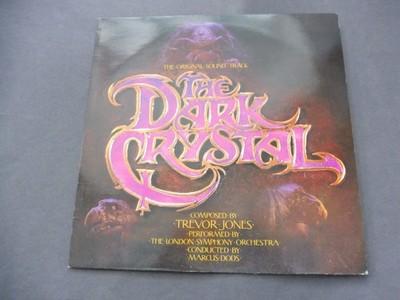 THE ORIGINAL SOUND TRACK
THE
DARK
CRYSTAL
COMPOSED BY
·TREVOR·JONES·
PERFORMED BY
·THE·LONDON·SYMPHONY·ORCHESTRA·
CONDUCTED BY
MARCUS·DODS